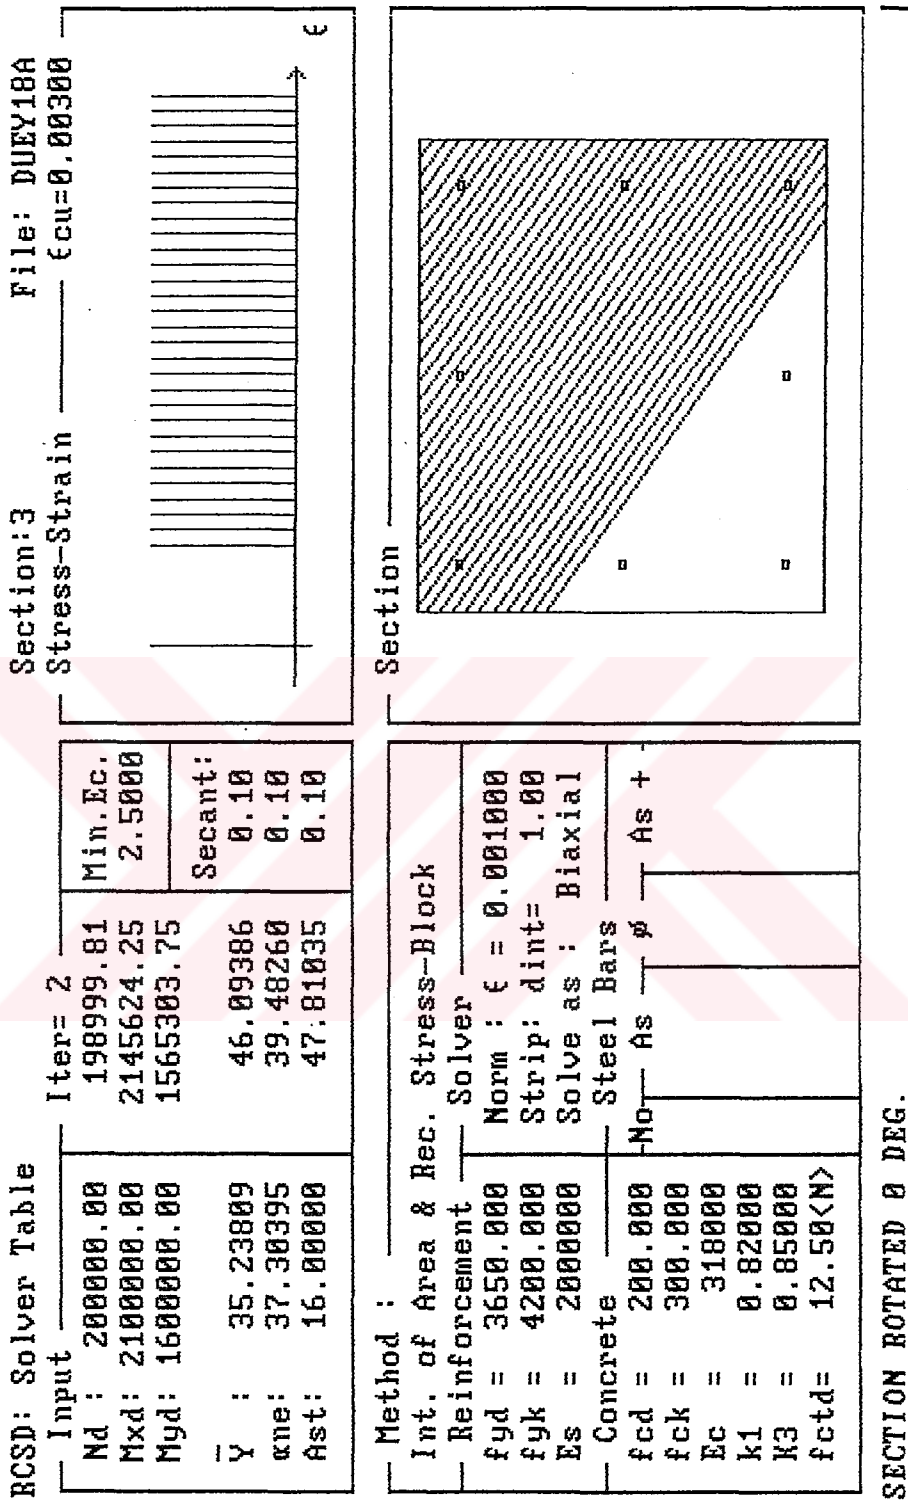 RCSD: Solver Table
Section:3 File: DUEY18A
Input Iter= 2
Nd : 200000.00 198999.81 Min.Ec.
Mxd: 2100000.00 2145624.25 2.5000
Myd: 1600000.00 1565303.75
Secant:
Y : 35.23809 46.09386 0.10
αne: 37.30395 39.48260 0.10
Ast: 16.00000 47.81035 0.10
Stress-Strain ϵcu=0.00300
ϵ
Method :
Int. of Area & Rec. Stress-Block
Reinforcement Solver
fyd = 3650.000 Norm : ϵ = 0.001000
fyk = 4200.000 Strip: dint= 1.00
Es = 2000000 Solve as : Biaxial
Concrete Steel Bars
fcd = 200.000 No As ø As +
fck = 300.000
Ec = 318000
k1 = 0.82000
K3 = 0.85000
fctd= 12.50<N>
Section
SECTION ROTATED 0 DEG.